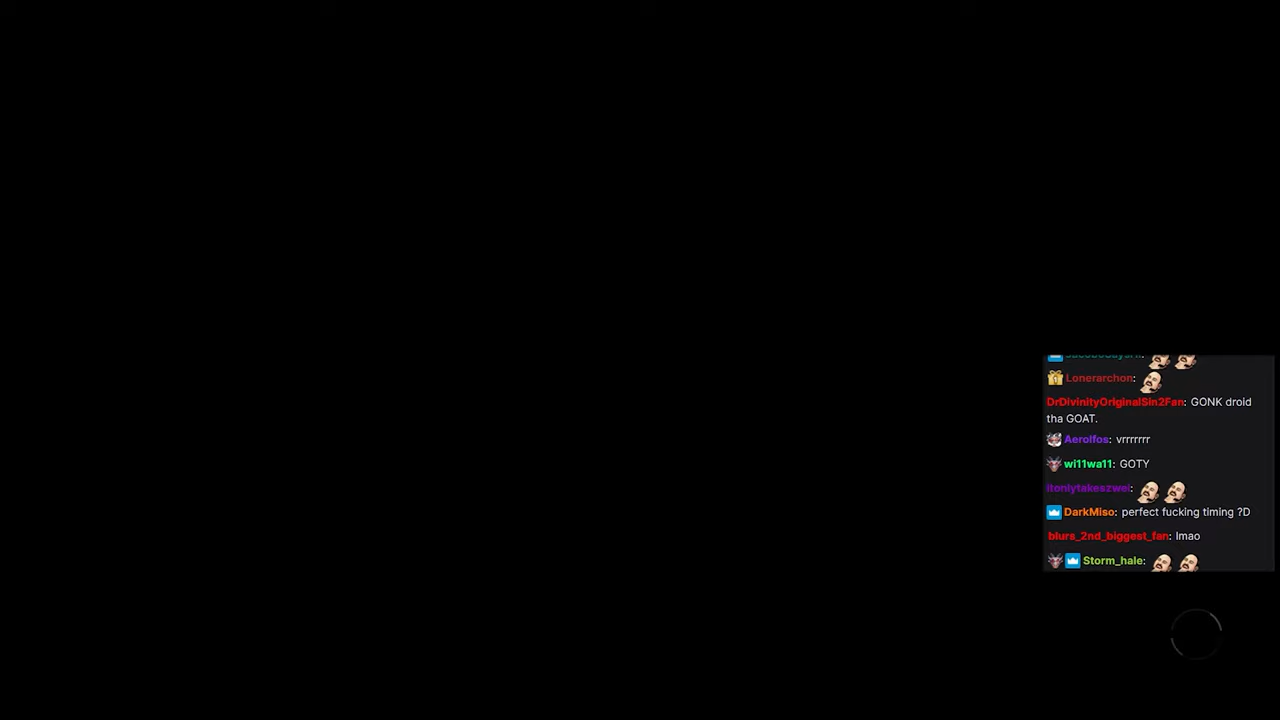 Lonerarchon:
DrDivinityOriginalSin2Fan: GONK droid
tha GOAT.
Aerolfos: vrrrrrrr
wi11wa11: GOTY
itonlytakeszwei:
DarkMiso: perfect fucking timing ?D
blurs_2nd_biggest_fan: lmao
Storm_hale: